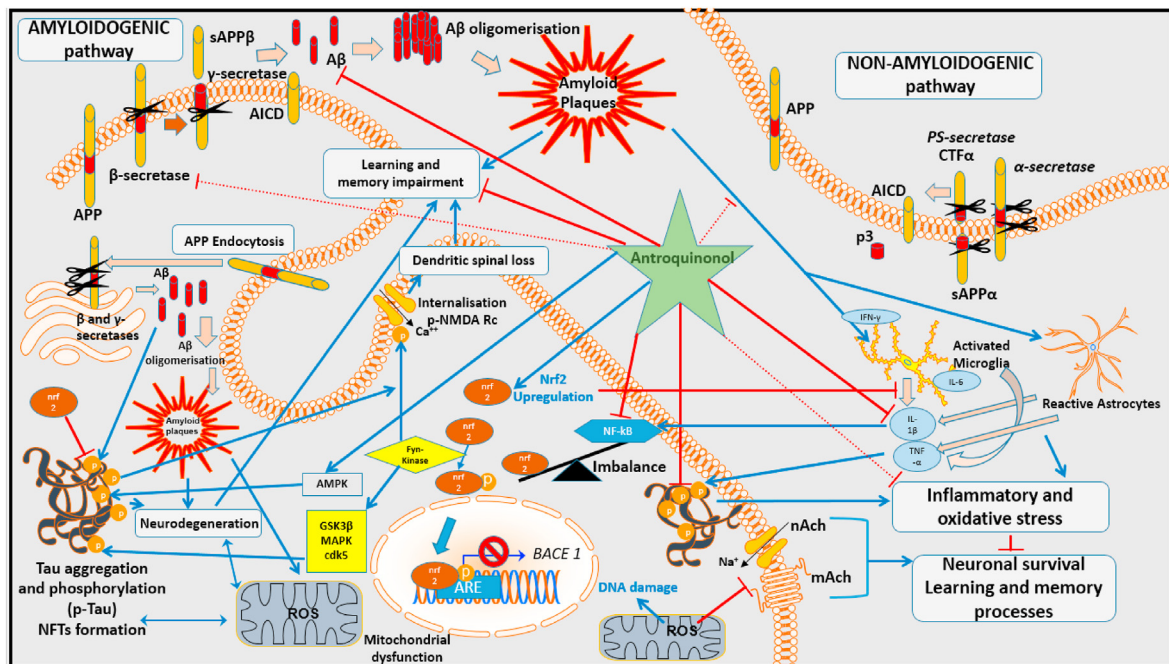 AMYLOIDOGENIC
pathway
sAPPβ
γ-secretase
Aβ
Aβ oligomerisation
AICD
β-secretase
APP
Amyloid
Plaques
NON-AMYLOIDOGENIC
pathway
APP
PS-secretase
CTFα
α-secretase
AICD
p3
sAPPα
Learning and
memory impairment
APP Endocytosis
Dendritic spinal loss
Aβ
β and γ-
secretases
Aβ
oligomerisation
Internalisation
p-NMDA Rc
Ca++
P
Antroquinonol
IFN-γ
Activated
Microglia
IL-6
Reactive Astrocytes
IL-
1β
TNF
-α
nrf
2
Nrf2
Upregulation
NF-kB
Imbalance
nrf
2
nrf
2
Amyloid
plaques
nrf
2
Fyn-
Kinase
nrf
2
P
AMPK
P
P
P
P
P
Neurodegeneration
GSK3β
MAPK
cdk5
Tau aggregation
and phosphorylation
(p-Tau)
NFTs formation
ROS
Mitochondrial
dysfunction
nrf
2
P
ARE
BACE 1
P
P
P
P
nAch
Na+
mAch
DNA damage
ROS
Inflammatory and
oxidative stress
Neuronal survival
Learning and memory
processes